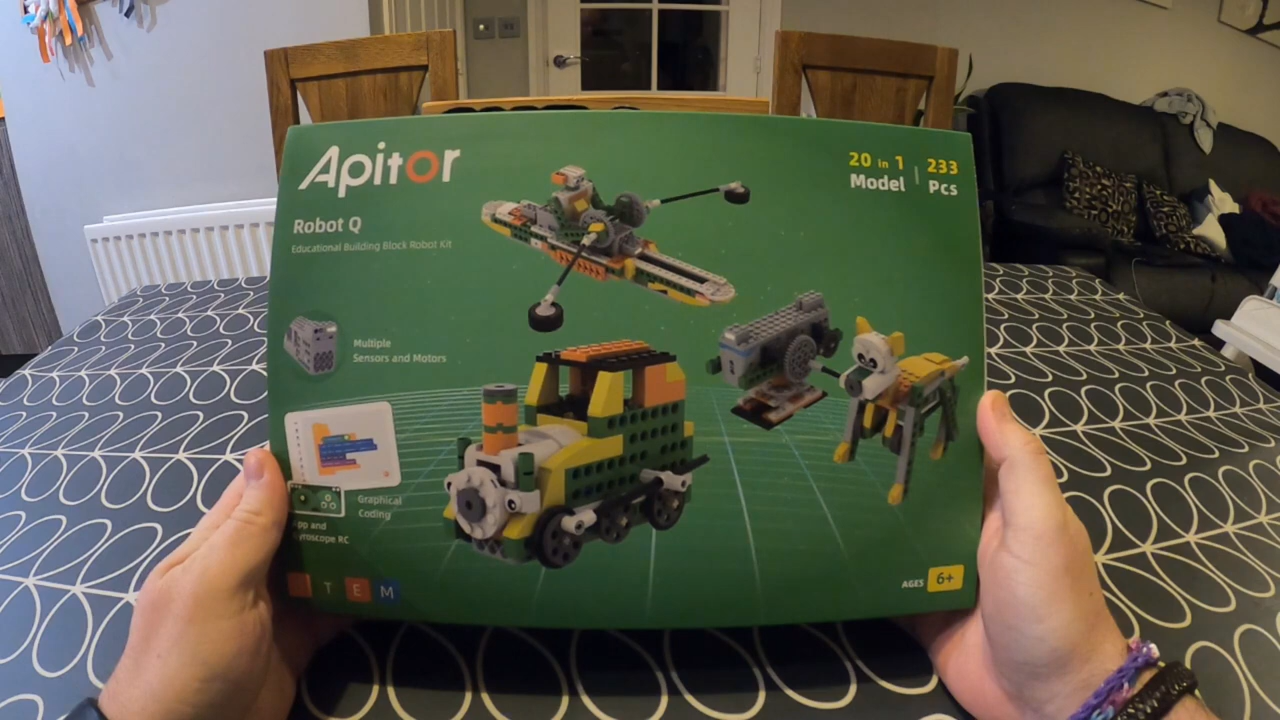 Apitor
20 in 1 | 233
Model Pcs
Robot Q
Educational Building Block Robot Kit
Multiple
Sensors and Motors
Graphical
Coding
pp and
yroscope RC
T E M
AGES 6+